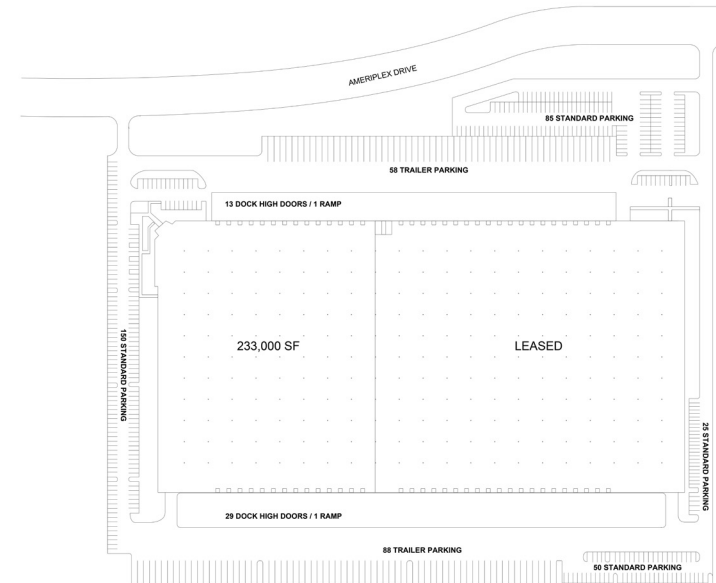 AMERIPLEX DRIVE
85 STANDARD PARKING
58 TRAILER PARKING
13 DOCK HIGH DOORS / 1 RAMP
233,000 SF
LEASED
150 STANDARD PARKING
25 STANDARD PARKING
29 DOCK HIGH DOORS / 1 RAMP
88 TRAILER PARKING
50 STANDARD PARKING